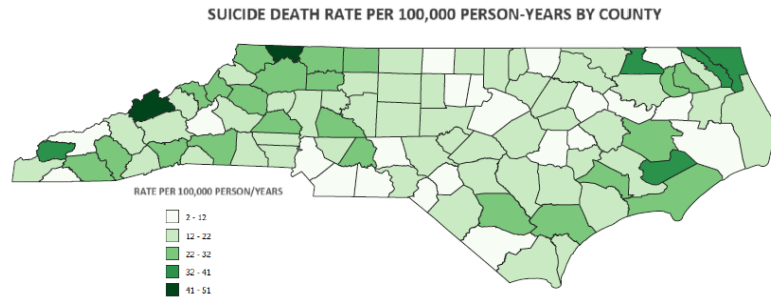 SUICIDE DEATH RATE PER 100,000 PERSON-YEARS BY COUNTY
RATE PER 100,000 PERSON/YEARS
2 - 12
12 - 22
22 - 32
32 - 41
41 - 51